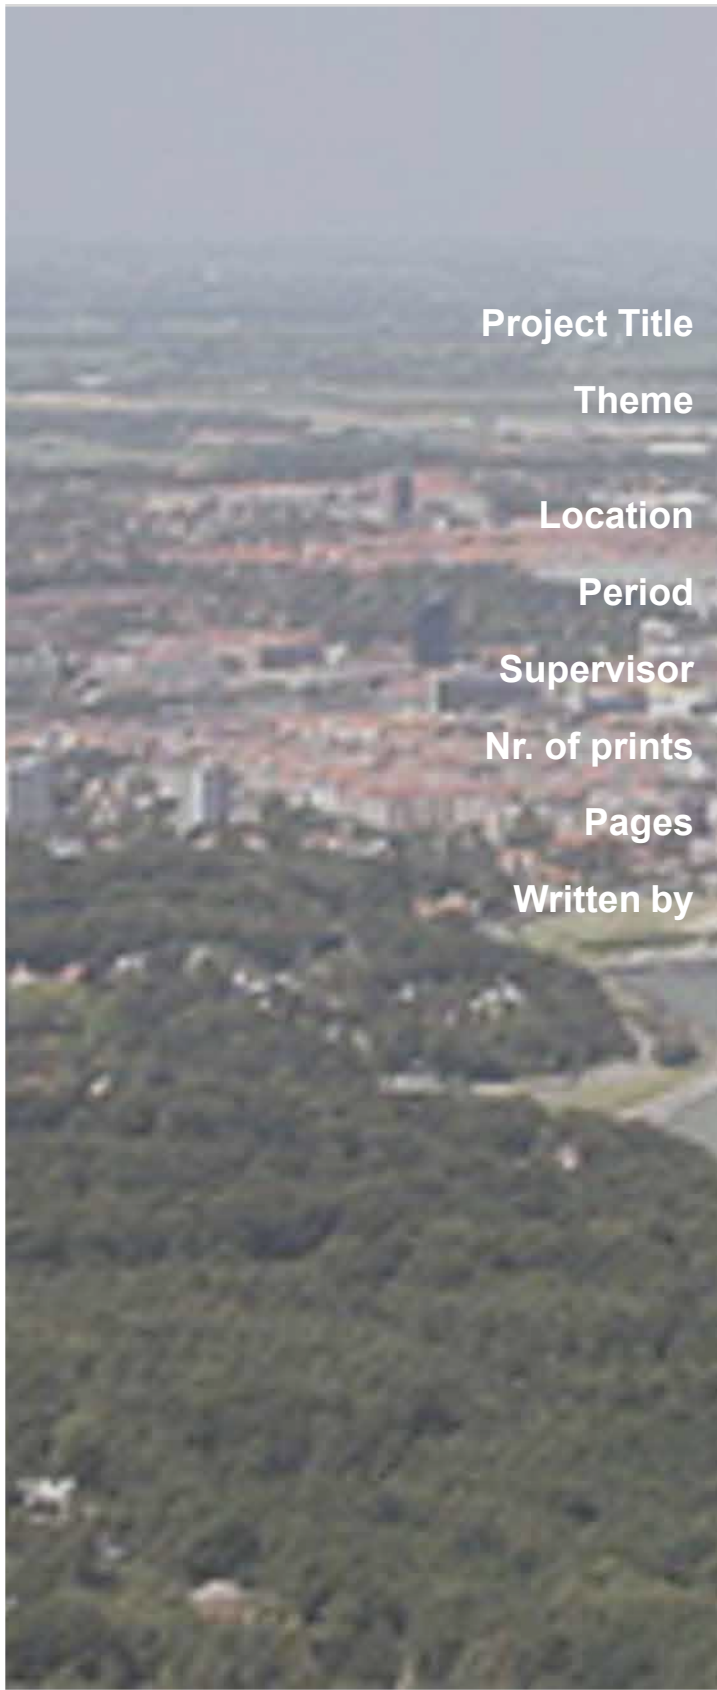 Project Title
Theme
Location
Period
Supervisor
Nr. of prints
Pages
Written by